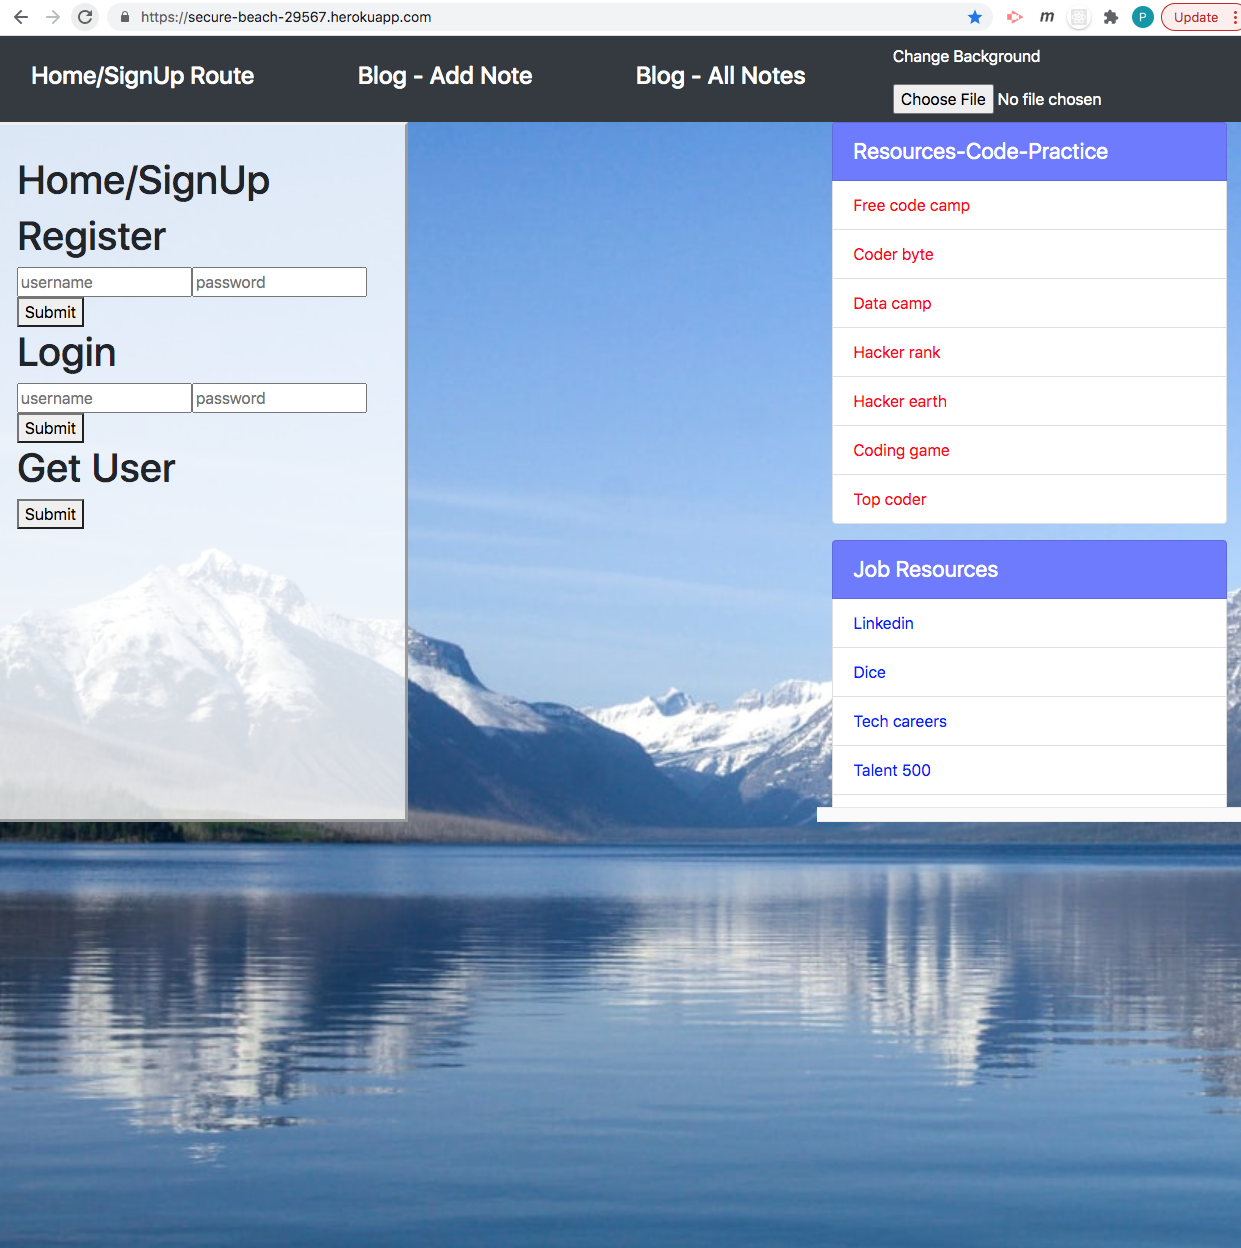 https://secure-beach-29567.herokuapp.com
m
P
Update
Home/SignUp Route
Blog - Add Note
Blog - All Notes
Change Background
Choose File No file chosen
Home/SignUp
Register
username password
Submit
Login
username password
Submit
Get User
Submit
Resources-Code-Practice
Free code camp
Coder byte
Data camp
Hacker rank
Hacker earth
Coding game
Top coder
Job Resources
Linkedin
Dice
Tech careers
Talent 500